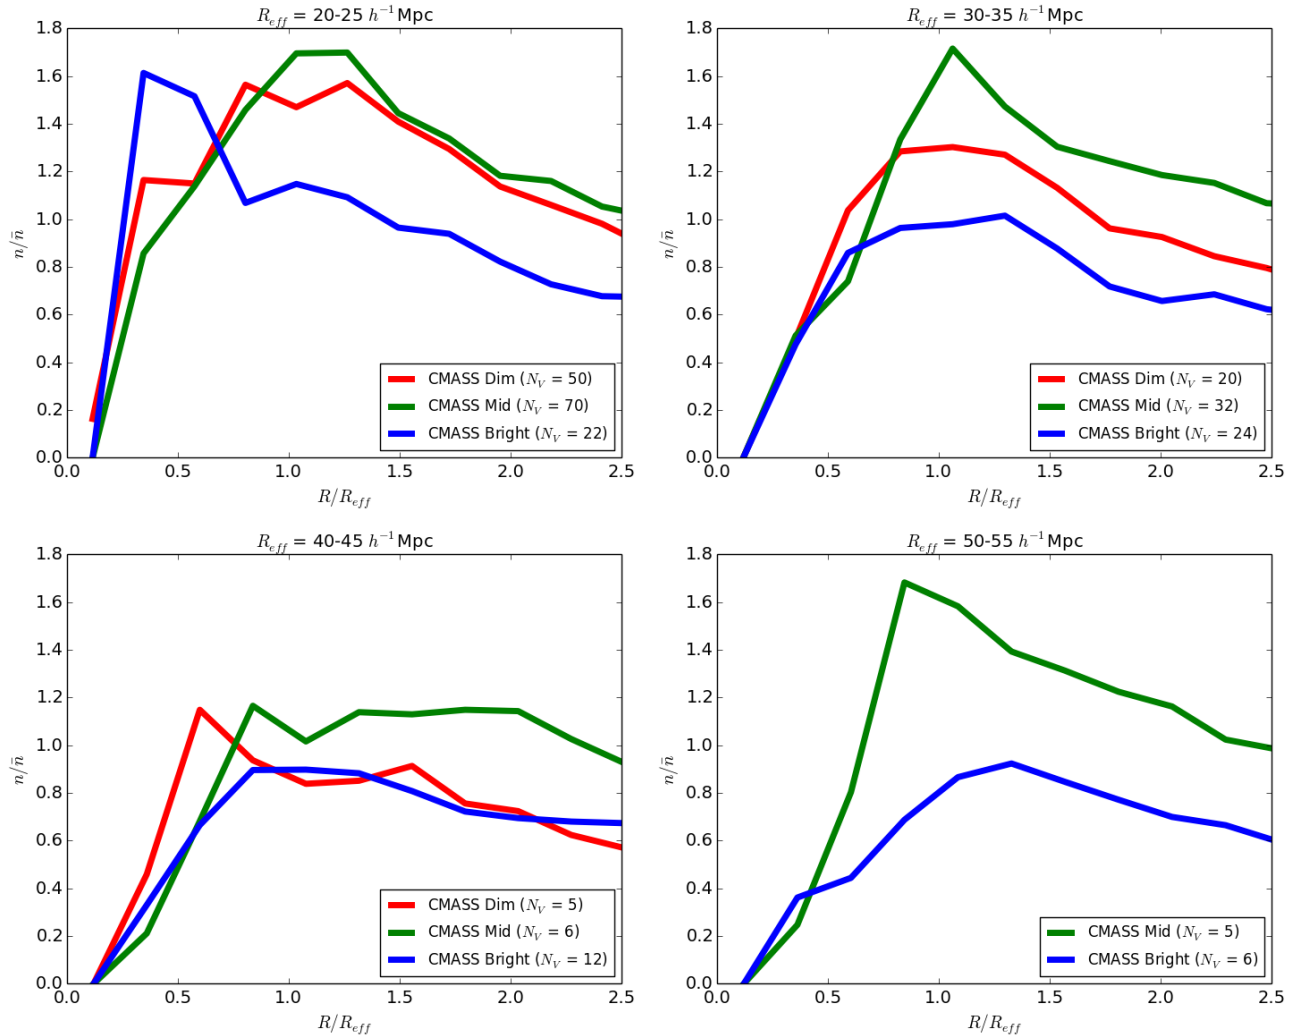 R_eff = 20-25 h⁻¹Mpc
1.8
1.6
1.4
1.2
1.0
0.8
0.6
0.4
0.2
0.0
n/n̄
CMASS Dim (N_V = 50)
CMASS Mid (N_V = 70)
CMASS Bright (N_V = 22)
0.0 0.5 1.0 1.5 2.0 2.5
R/R_eff
R_eff = 30-35 h⁻¹Mpc
1.8
1.6
1.4
1.2
1.0
0.8
0.6
0.4
0.2
0.0
n/n̄
CMASS Dim (N_V = 20)
CMASS Mid (N_V = 32)
CMASS Bright (N_V = 24)
0.0 0.5 1.0 1.5 2.0 2.5
R/R_eff
R_eff = 40-45 h⁻¹Mpc
1.8
1.6
1.4
1.2
1.0
0.8
0.6
0.4
0.2
0.0
n/n̄
CMASS Dim (N_V = 5)
CMASS Mid (N_V = 6)
CMASS Bright (N_V = 12)
0.0 0.5 1.0 1.5 2.0 2.5
R/R_eff
R_eff = 50-55 h⁻¹Mpc
1.8
1.6
1.4
1.2
1.0
0.8
0.6
0.4
0.2
0.0
n/n̄
CMASS Mid (N_V = 5)
CMASS Bright (N_V = 6)
0.0 0.5 1.0 1.5 2.0 2.5
R/R_eff